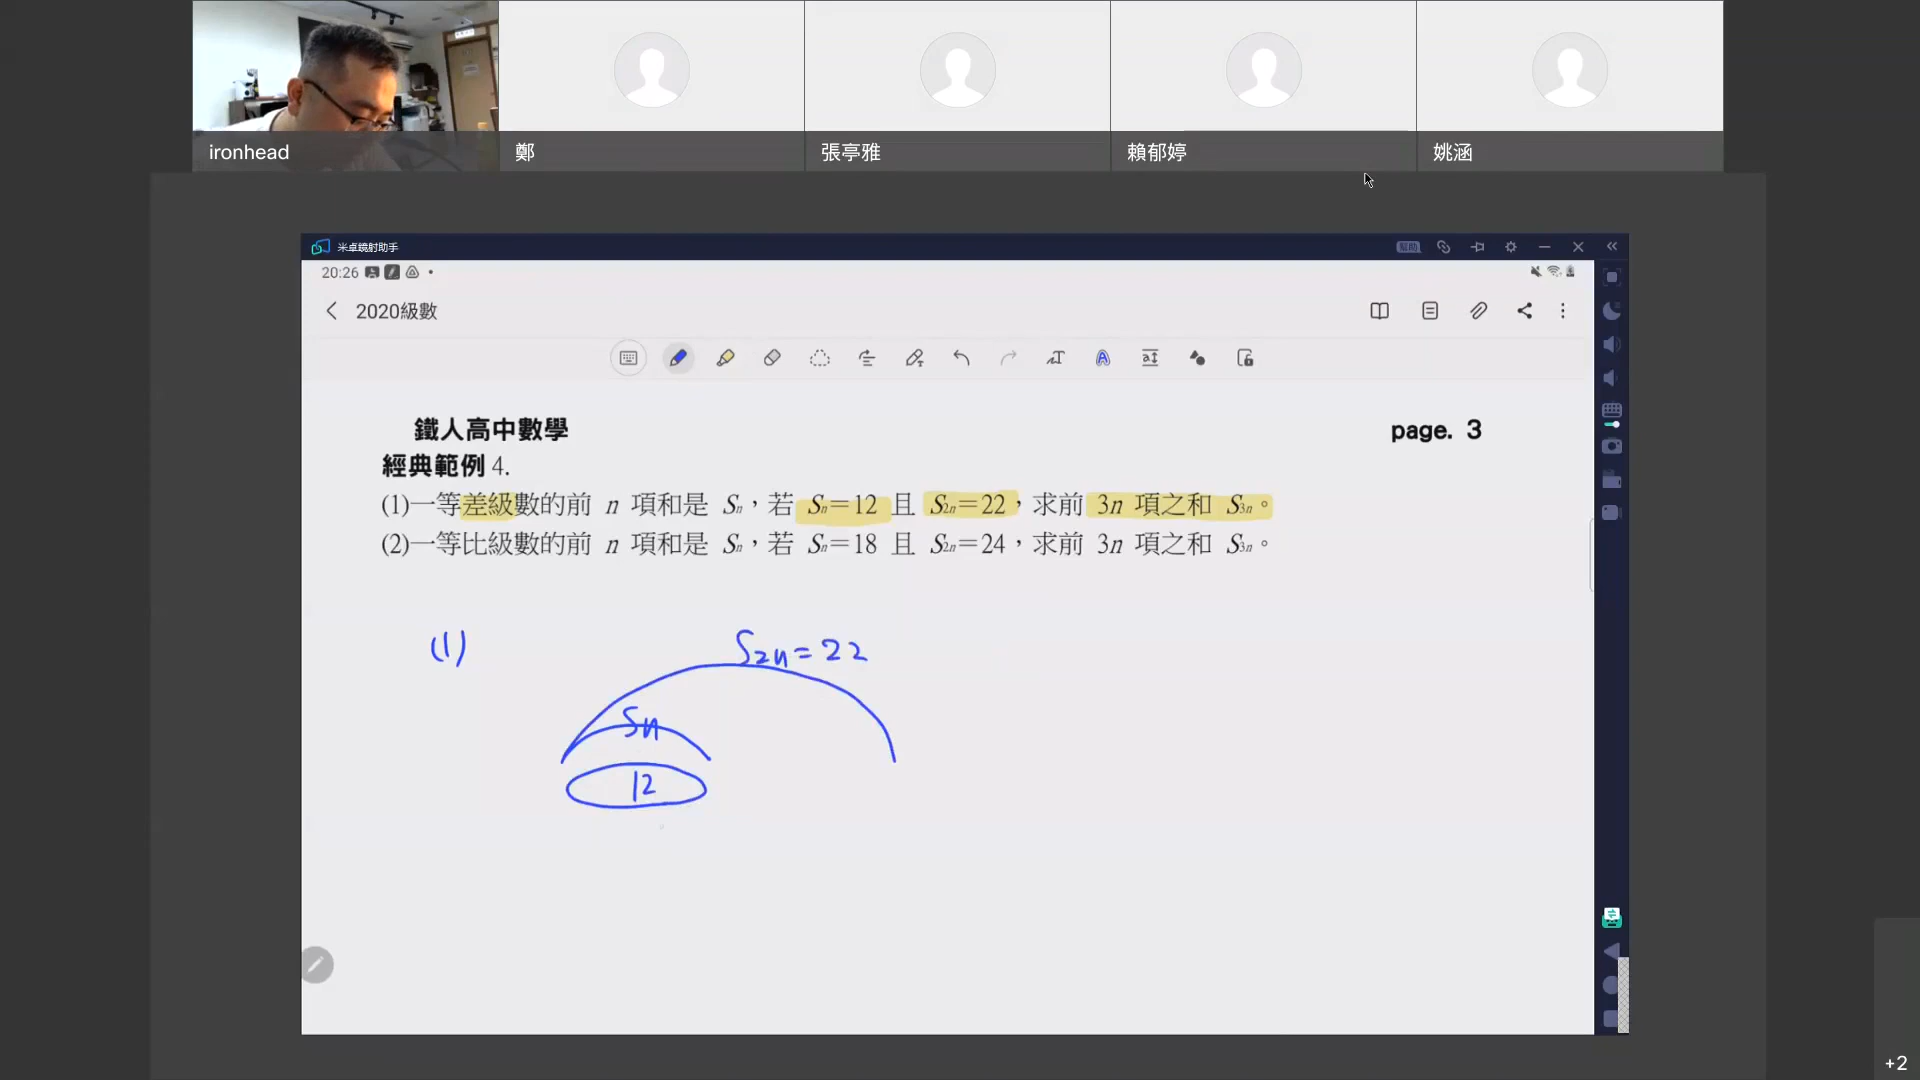 ironhead
鄭
張亭雅
賴郁婷
姚涵
米卓鏡射助手
20:26
2020級數
鐵人高中數學
page. 3
經典範例 4.
(1)一等差級數的前 n 項和是 Sn，若 Sn＝12 且 S2n＝22，求前 3n 項之和 S3n。
(2)一等比級數的前 n 項和是 Sn，若 Sn＝18 且 S2n＝24，求前 3n 項之和 S3n。
(1)
S2n=22
Sn
12
+2